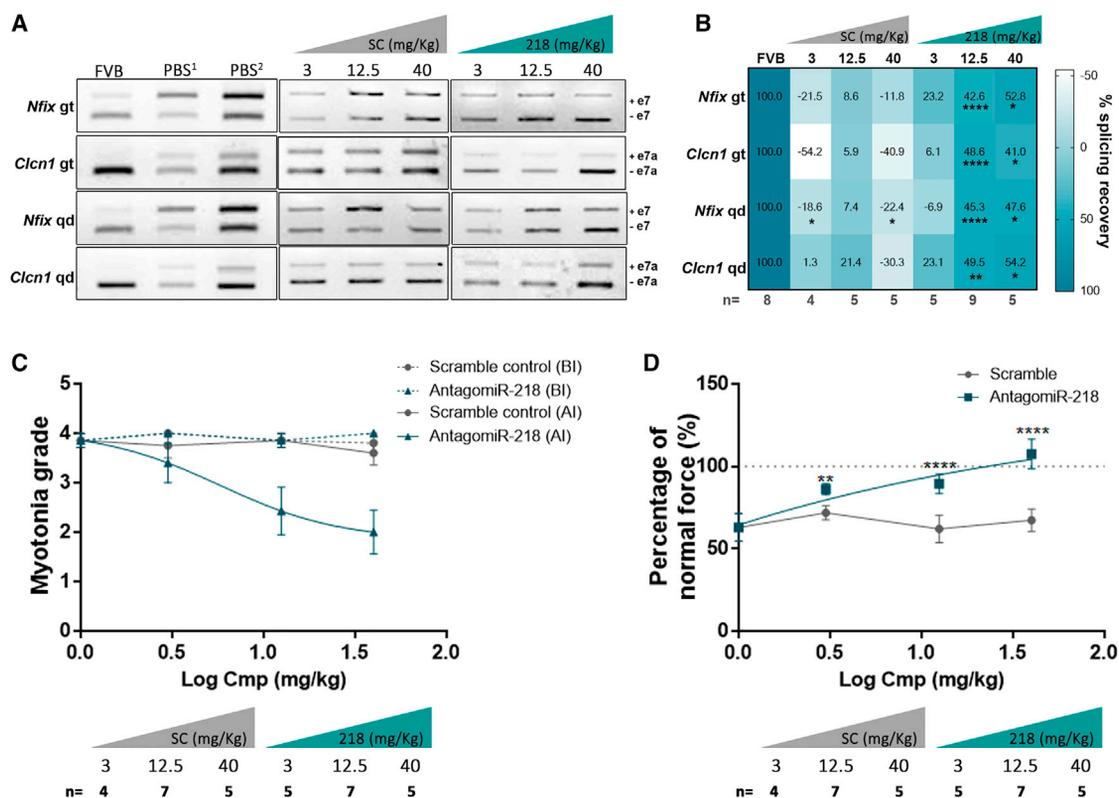 A
SC (mg/Kg)
218 (mg/Kg)
FVB PBS1 PBS2 3 12.5 40 3 12.5 40
Nfix gt
+ e7
- e7
Clcn1 gt
+ e7a
- e7a
Nfix qd
+ e7
- e7
Clcn1 qd
+ e7a
- e7a
B
SC (mg/Kg)
218 (mg/Kg)
FVB 3 12.5 40 3 12.5 40
Nfix gt 100.0 -21.5 8.6 -11.8 23.2 42.6 52.8
**** *
Clcn1 gt 100.0 -54.2 5.9 -40.9 6.1 48.6 41.0
**** *
Nfix qd 100.0 -18.6 7.4 -22.4 -6.9 45.3 47.6
* * **** *
Clcn1 qd 100.0 1.3 21.4 -30.3 23.1 49.5 54.2
** *
n= 8 4 5 5 5 9 5
-50
0
50
100
% splicing recovery
C
Scramble control (BI)
AntagomiR-218 (BI)
Scramble control (AI)
AntagomiR-218 (AI)
Myotonia grade
5
4
3
2
1
0
0.0 0.5 1.0 1.5 2.0
Log Cmp (mg/kg)
SC (mg/Kg)
218 (mg/Kg)
3 12.5 40 3 12.5 40
n= 4 7 5 5 7 5
D
Scramble
AntagomiR-218
Percentage of
normal force (%)
150
100
50
0
**
****
****
0.0 0.5 1.0 1.5 2.0
Log Cmp (mg/kg)
SC (mg/Kg)
218 (mg/Kg)
3 12.5 40 3 12.5 40
n= 4 7 5 5 7 5